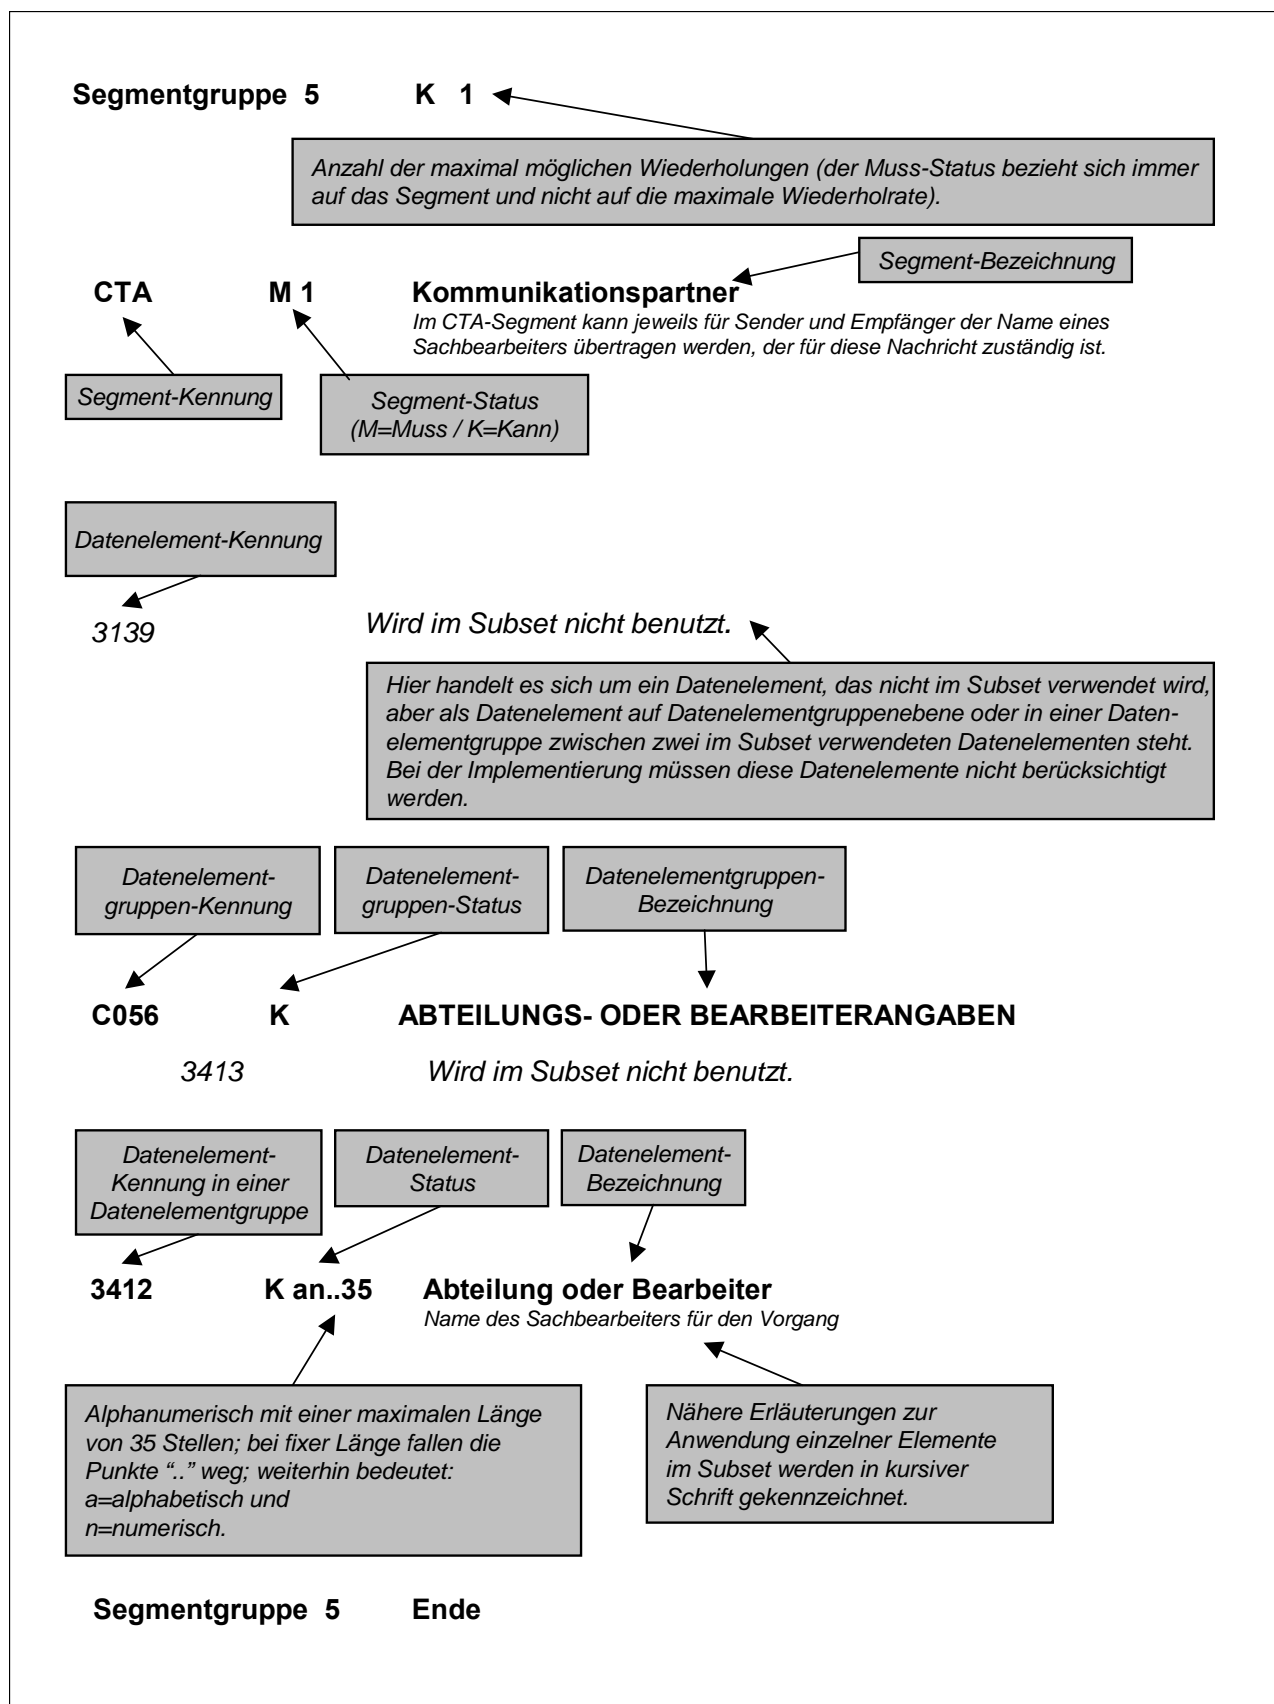 Segmentgruppe 5 K 1
Anzahl der maximal möglichen Wiederholungen (der Muss-Status bezieht sich immer
auf das Segment und nicht auf die maximale Wiederholrate).
Segment-Bezeichnung
CTA M 1 Kommunikationspartner
Im CTA-Segment kann jeweils für Sender und Empfänger der Name eines
Sachbearbeiters übertragen werden, der für diese Nachricht zuständig ist.
Segment-Kennung
Segment-Status
(M=Muss / K=Kann)
Datenelement-Kennung
3139 Wird im Subset nicht benutzt.
Hier handelt es sich um ein Datenelement, das nicht im Subset verwendet wird,
aber als Datenelement auf Datenelementgruppenebene oder in einer Daten-
elementgruppe zwischen zwei im Subset verwendeten Datenelementen steht.
Bei der Implementierung müssen diese Datenelemente nicht berücksichtigt
werden.
Datenelement-
gruppen-Kennung
Datenelement-
gruppen-Status
Datenelementgruppen-
Bezeichnung
C056 K ABTEILUNGS- ODER BEARBEITERANGABEN
3413 Wird im Subset nicht benutzt.
Datenelement-
Kennung in einer
Datenelementgruppe
Datenelement-
Status
Datenelement-
Bezeichnung
3412 K an..35 Abteilung oder Bearbeiter
Name des Sachbearbeiters für den Vorgang
Alphanumerisch mit einer maximalen Länge
von 35 Stellen; bei fixer Länge fallen die
Punkte “..” weg; weiterhin bedeutet:
a=alphabetisch und
n=numerisch.
Nähere Erläuterungen zur
Anwendung einzelner Elemente
im Subset werden in kursiver
Schrift gekennzeichnet.
Segmentgruppe 5 Ende